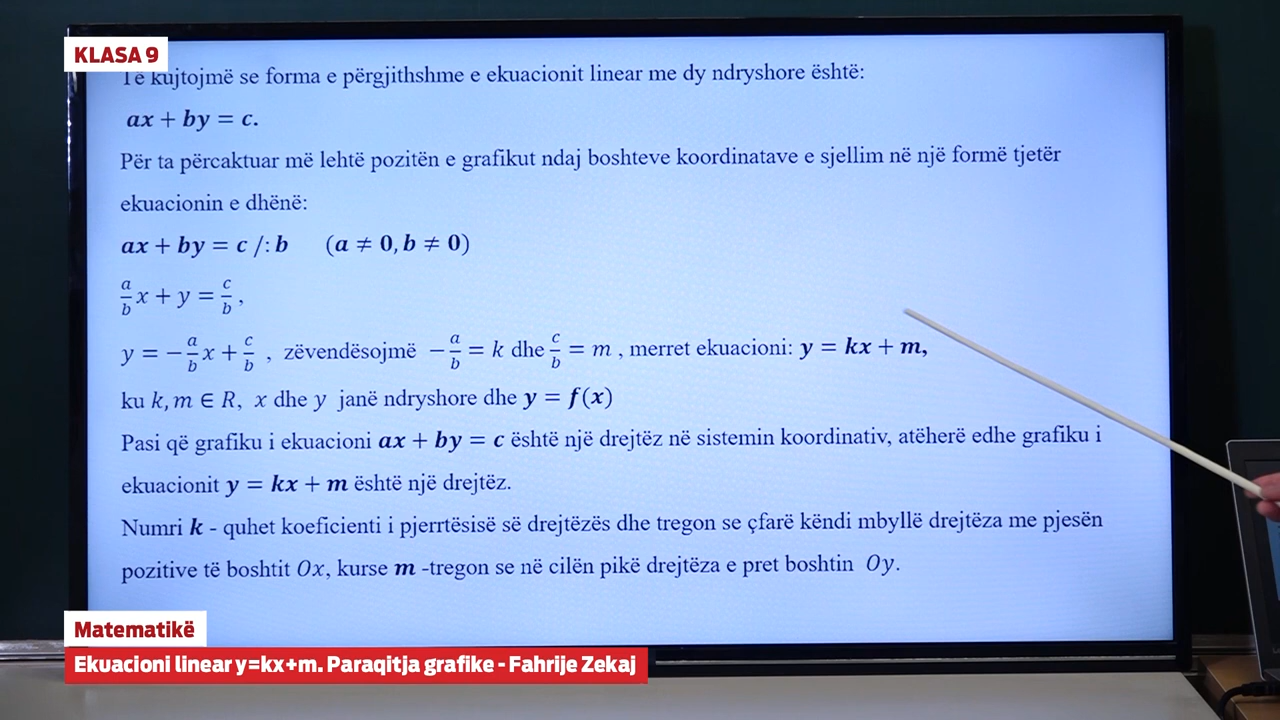 KLASA 9
Të kujtojmë se forma e përgjithshme e ekuacionit linear me dy ndryshore është:
ax + by = c.
Për ta përcaktuar më lehtë pozitën e grafikut ndaj boshteve koordinatave e sjellim në një formë tjetër
ekuacionin e dhënë:
ax + by = c /: b (a ≠ 0, b ≠ 0)
a/b x + y = c/b ,
y = − a/b x + c/b , zëvendësojmë − a/b = k dhe c/b = m , merret ekuacioni: y = kx + m,
ku k, m ∈ R, x dhe y janë ndryshore dhe y = f(x)
Pasi që grafiku i ekuacioni ax + by = c është një drejtëz në sistemin koordinativ, atëherë edhe grafiku i
ekuacionit y = kx + m është një drejtëz.
Numri k - quhet koeficienti i pjerrtësisë së drejtëzës dhe tregon se çfarë këndi mbyllë drejtëza me pjesën
pozitive të boshtit Ox, kurse m -tregon se në cilën pikë drejtëza e pret boshtin Oy.
Matematikë
Ekuacioni linear y=kx+m. Paraqitja grafike - Fahrije Zekaj